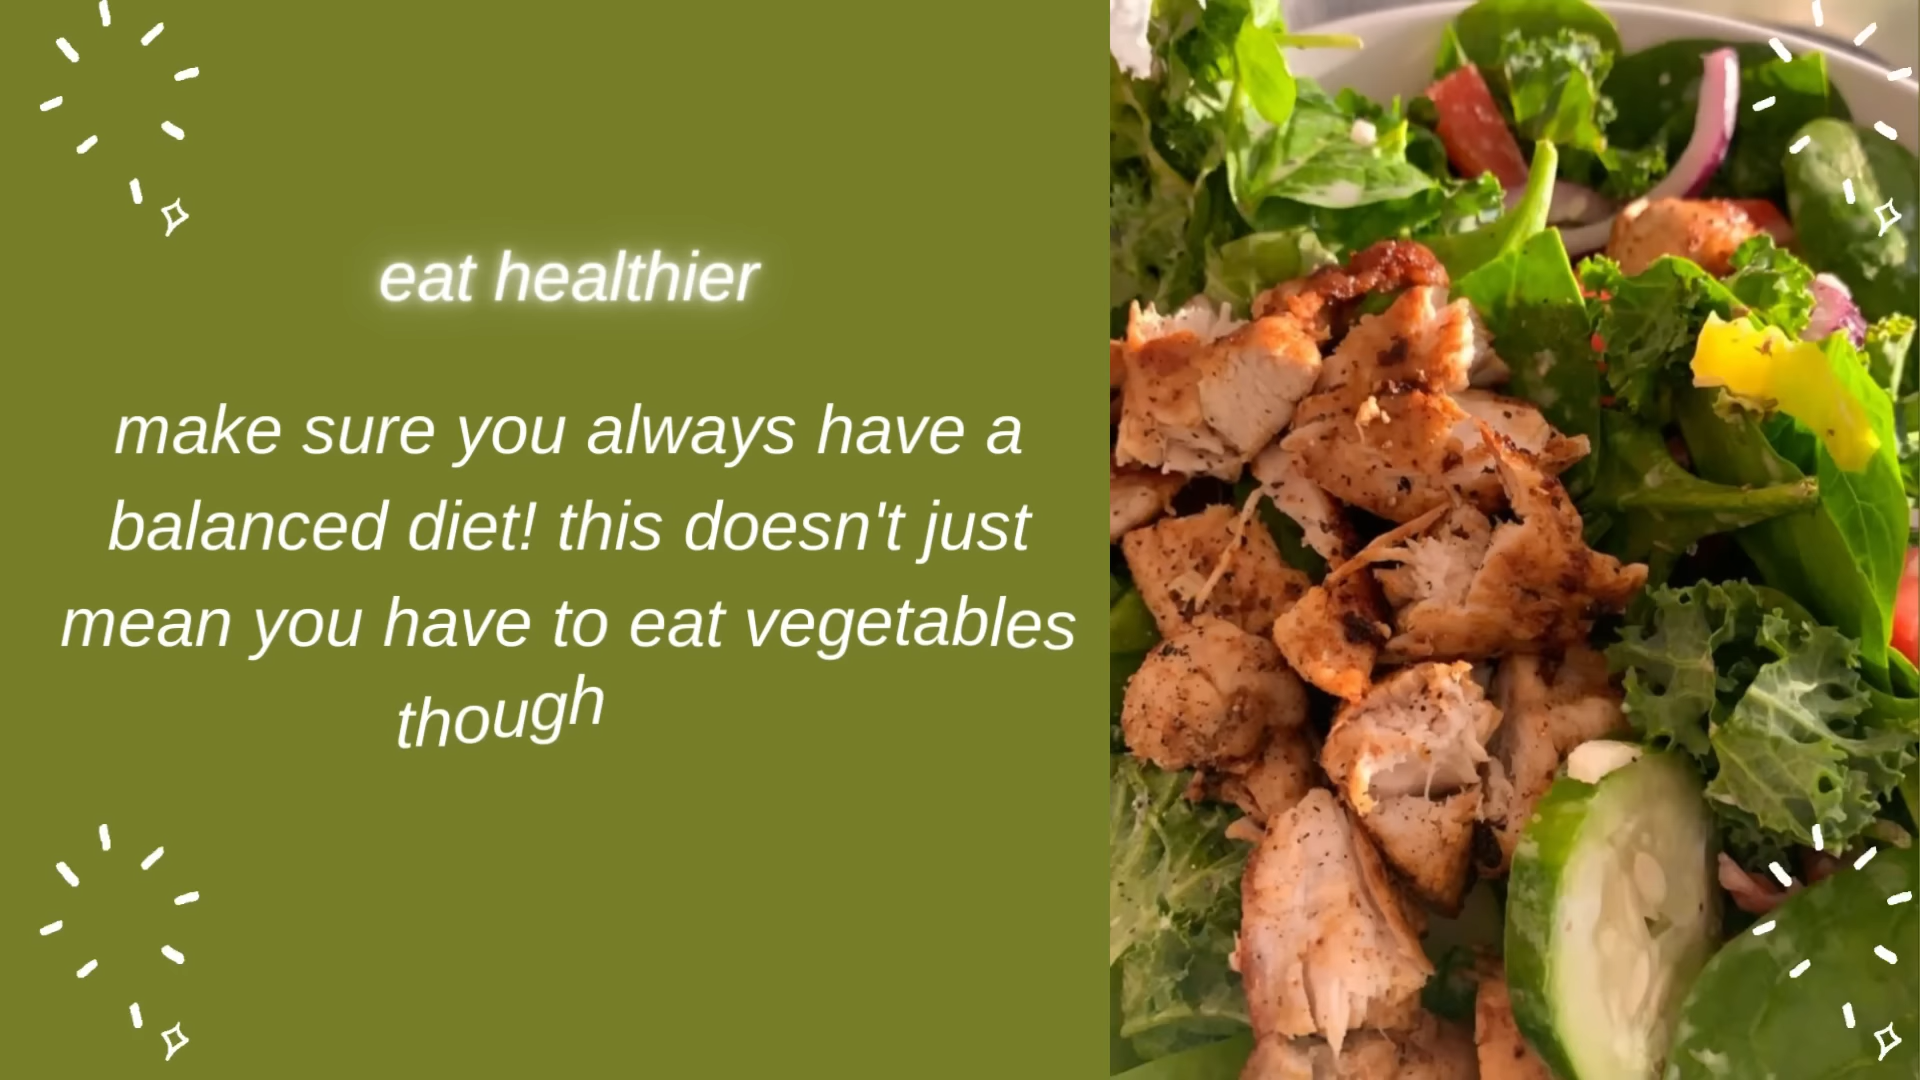 eat healthier
make sure you always have a
balanced diet! this doesn't just
mean you have to eat vegetables
though